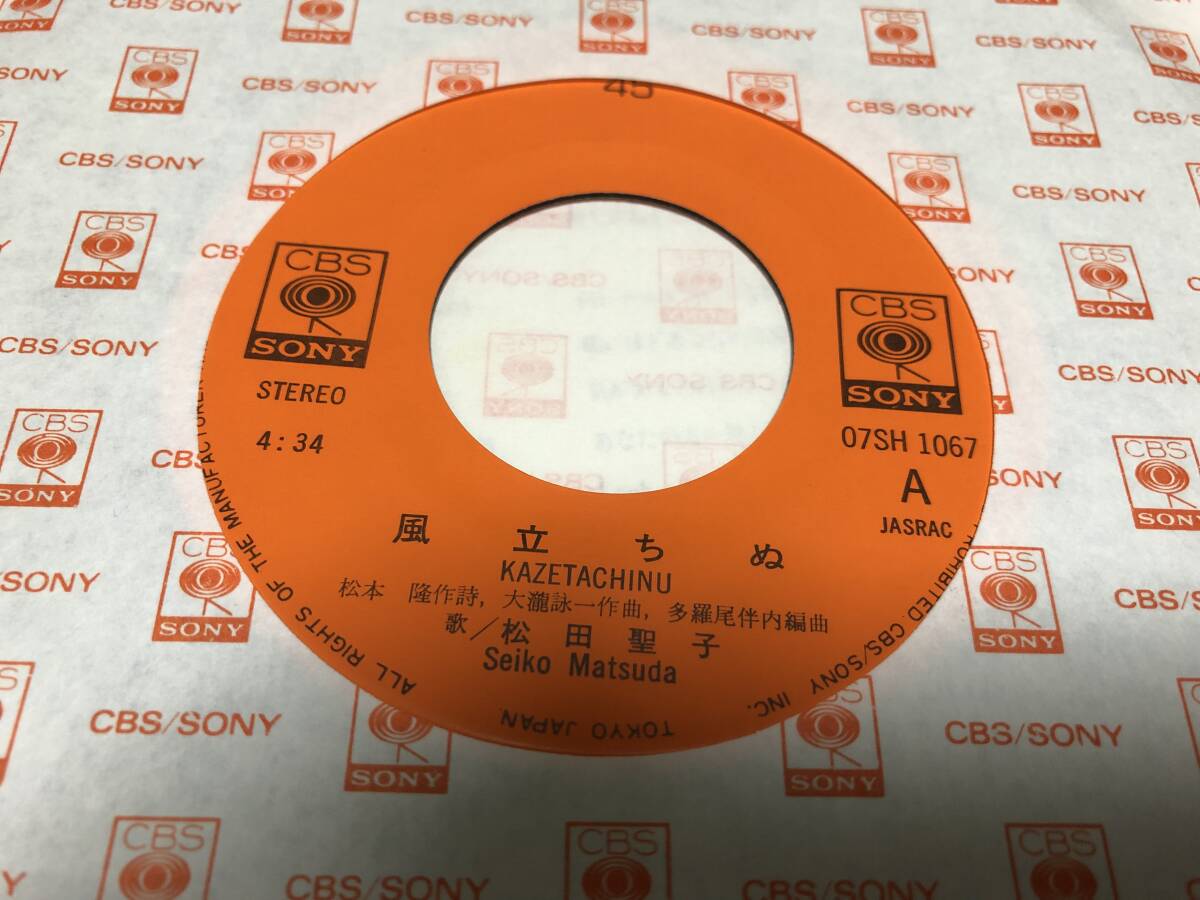 45
CBS
SONY
STEREO
4:34
CBS
SONY
07SH 1067
A
JASRAC
風立ちぬ
KAZETACHINU
松本 隆作詩, 大瀧詠一作曲, 多羅尾伴内編曲
歌／松田聖子
Seiko Matsuda
ALL RIGHTS OF THE
TOKYO JAPAN.
CBS/SONY INC.
CBS/SONY
CBS
SONY